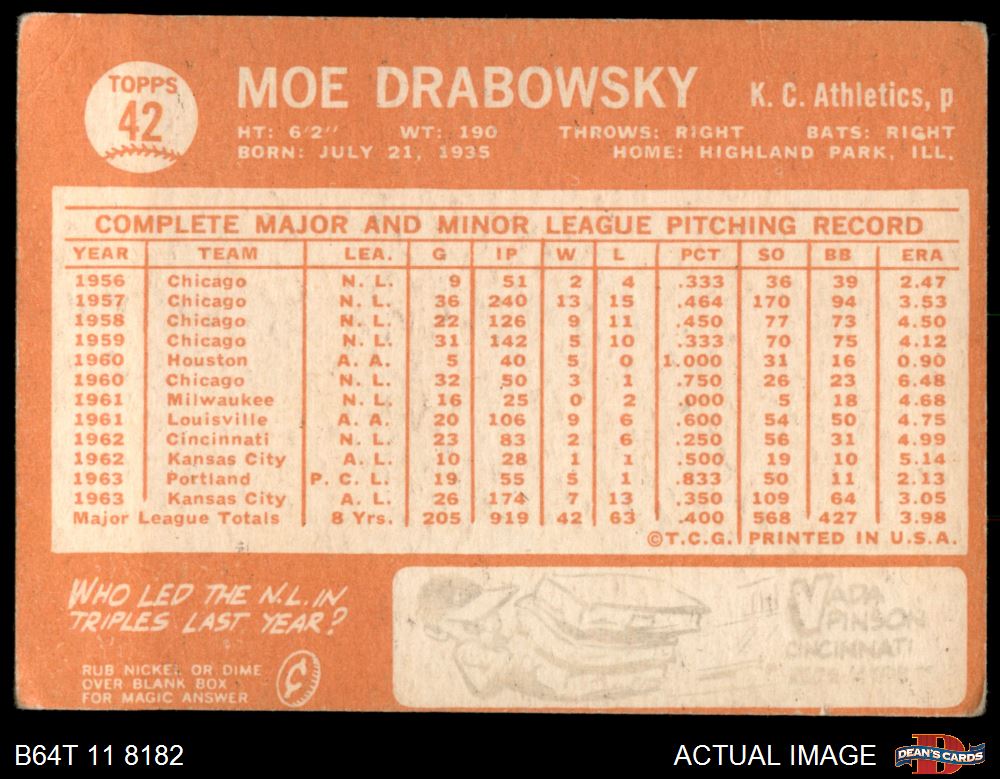 TOPPS
42
MOE DRABOWSKY
K. C. Athletics, p
HT: 6'2" WT: 190 THROWS: RIGHT BATS: RIGHT
BORN: JULY 21, 1935 HOME: HIGHLAND PARK, ILL.
COMPLETE MAJOR AND MINOR LEAGUE PITCHING RECORD
YEAR TEAM LEA. G IP W L PCT SO BB ERA
1956 Chicago N. L. 9 51 2 4 .333 36 39 2.47
1957 Chicago N. L. 36 240 13 15 .464 170 94 3.53
1958 Chicago N. L. 22 126 9 11 .450 77 73 4.50
1959 Chicago N. L. 31 142 5 10 .333 70 75 4.12
1960 Houston A. A. 5 40 5 0 1.000 31 16 0.90
1960 Chicago N. L. 32 50 3 1 .750 26 23 6.48
1961 Milwaukee N. L. 16 25 0 2 .000 5 18 4.68
1961 Louisville A. A. 20 106 9 6 .600 54 50 4.75
1962 Cincinnati N. L. 23 83 2 6 .250 56 31 4.99
1962 Kansas City A. L. 10 28 1 1 .500 19 10 5.14
1963 Portland P. C. L. 19 55 5 1 .833 50 11 2.13
1963 Kansas City A. L. 26 174 7 13 .350 109 64 3.05
Major League Totals 8 Yrs. 205 919 42 63 .400 568 427 3.98
©T.C.G. PRINTED IN U.S.A.
WHO LED THE N.L. IN
TRIPLES LAST YEAR?
RUB NICKEL OR DIME
OVER BLANK BOX
FOR MAGIC ANSWER
VADA
PINSON
CINCINNATI
B64T 11 8182
ACTUAL IMAGE
DEAN'S CARDS